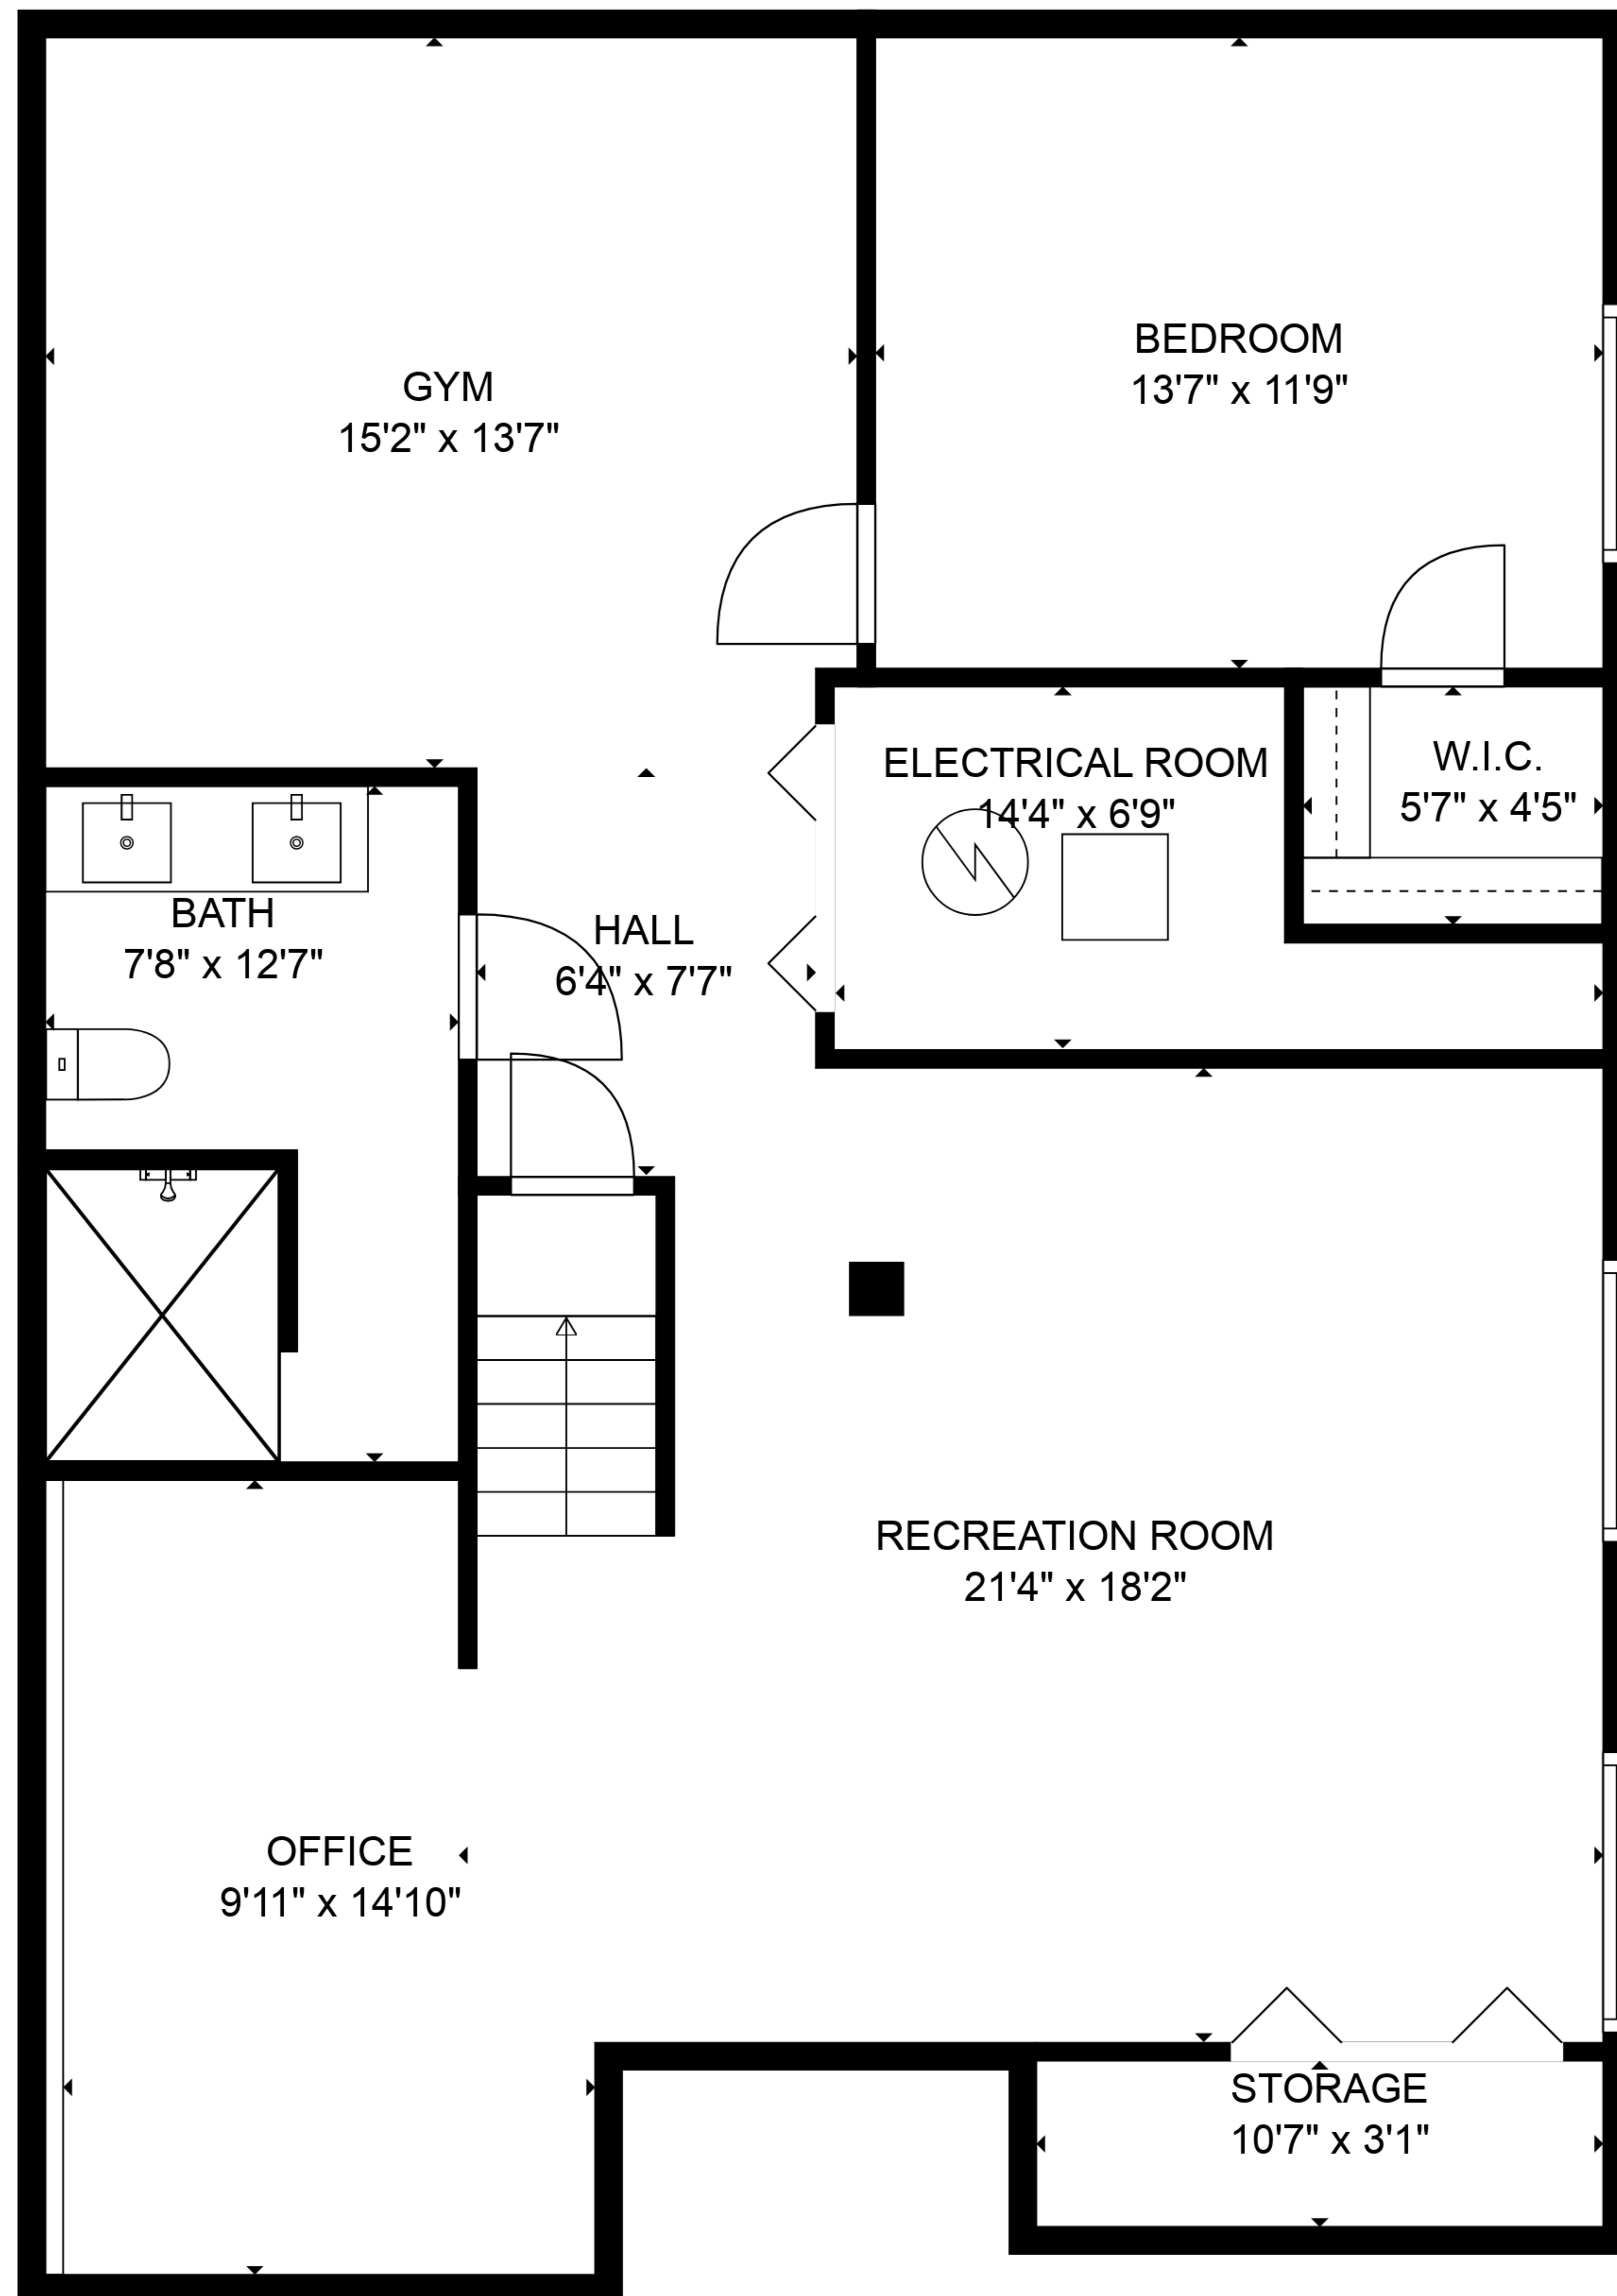 BEDROOM
13'7" x 11'9"
GYM
15'2" x 13'7"
ELECTRICAL ROOM
14'4" x 6'9"
W.I.C.
5'7" x 4'5"
BATH
7'8" x 12'7"
HALL
6'4" x 7'7"
RECREATION ROOM
21'4" x 18'2"
OFFICE
9'11" x 14'10"
STORAGE
10'7" x 3'1"